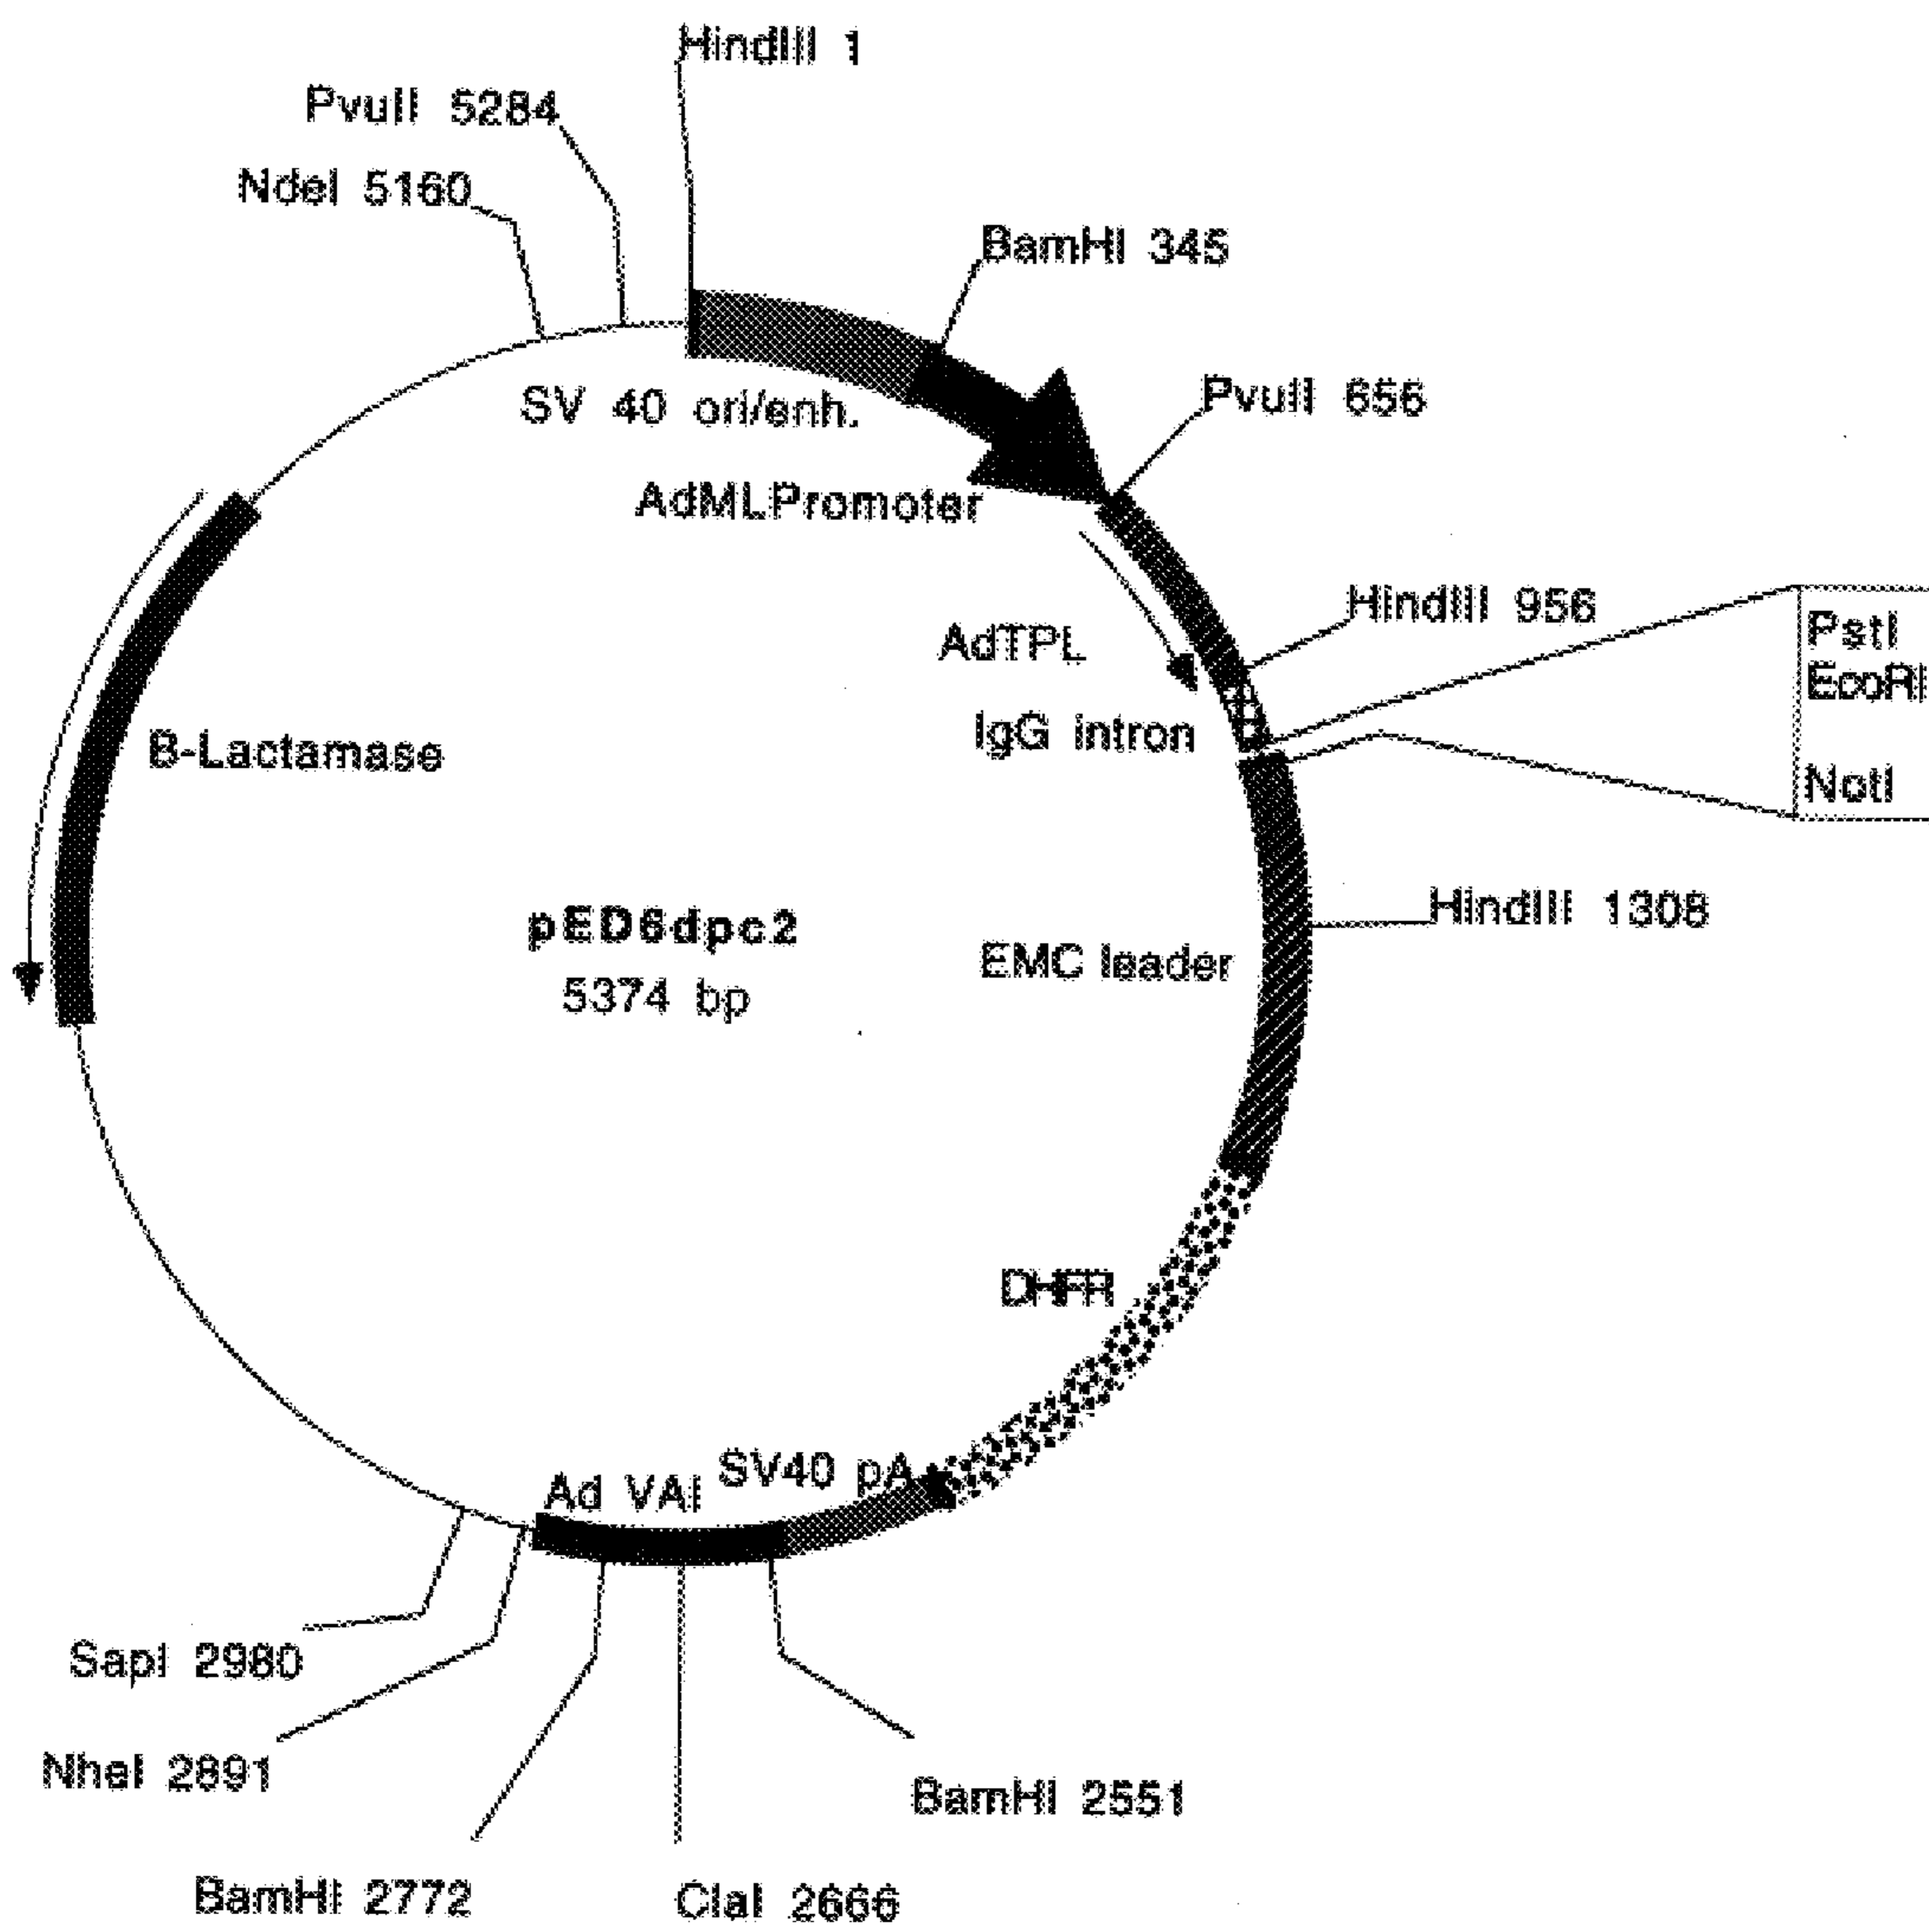 HindIII 1
PvuII 5284
NdeI 5160
BamHI 345
SV 40 ori/enh.
PvuII 656
AdMLPromoter
HindIII 956
PstI
EcoRI
AdTPL
IgG intron
NotI
B-Lactamase
HindIII 1308
pED6dpc2
5374 bp
EMC leader
DHFR
SV40 pA
Ad VAI
SapI 2980
NheI 2891
BamHI 2551
BamHI 2772
ClaI 2666